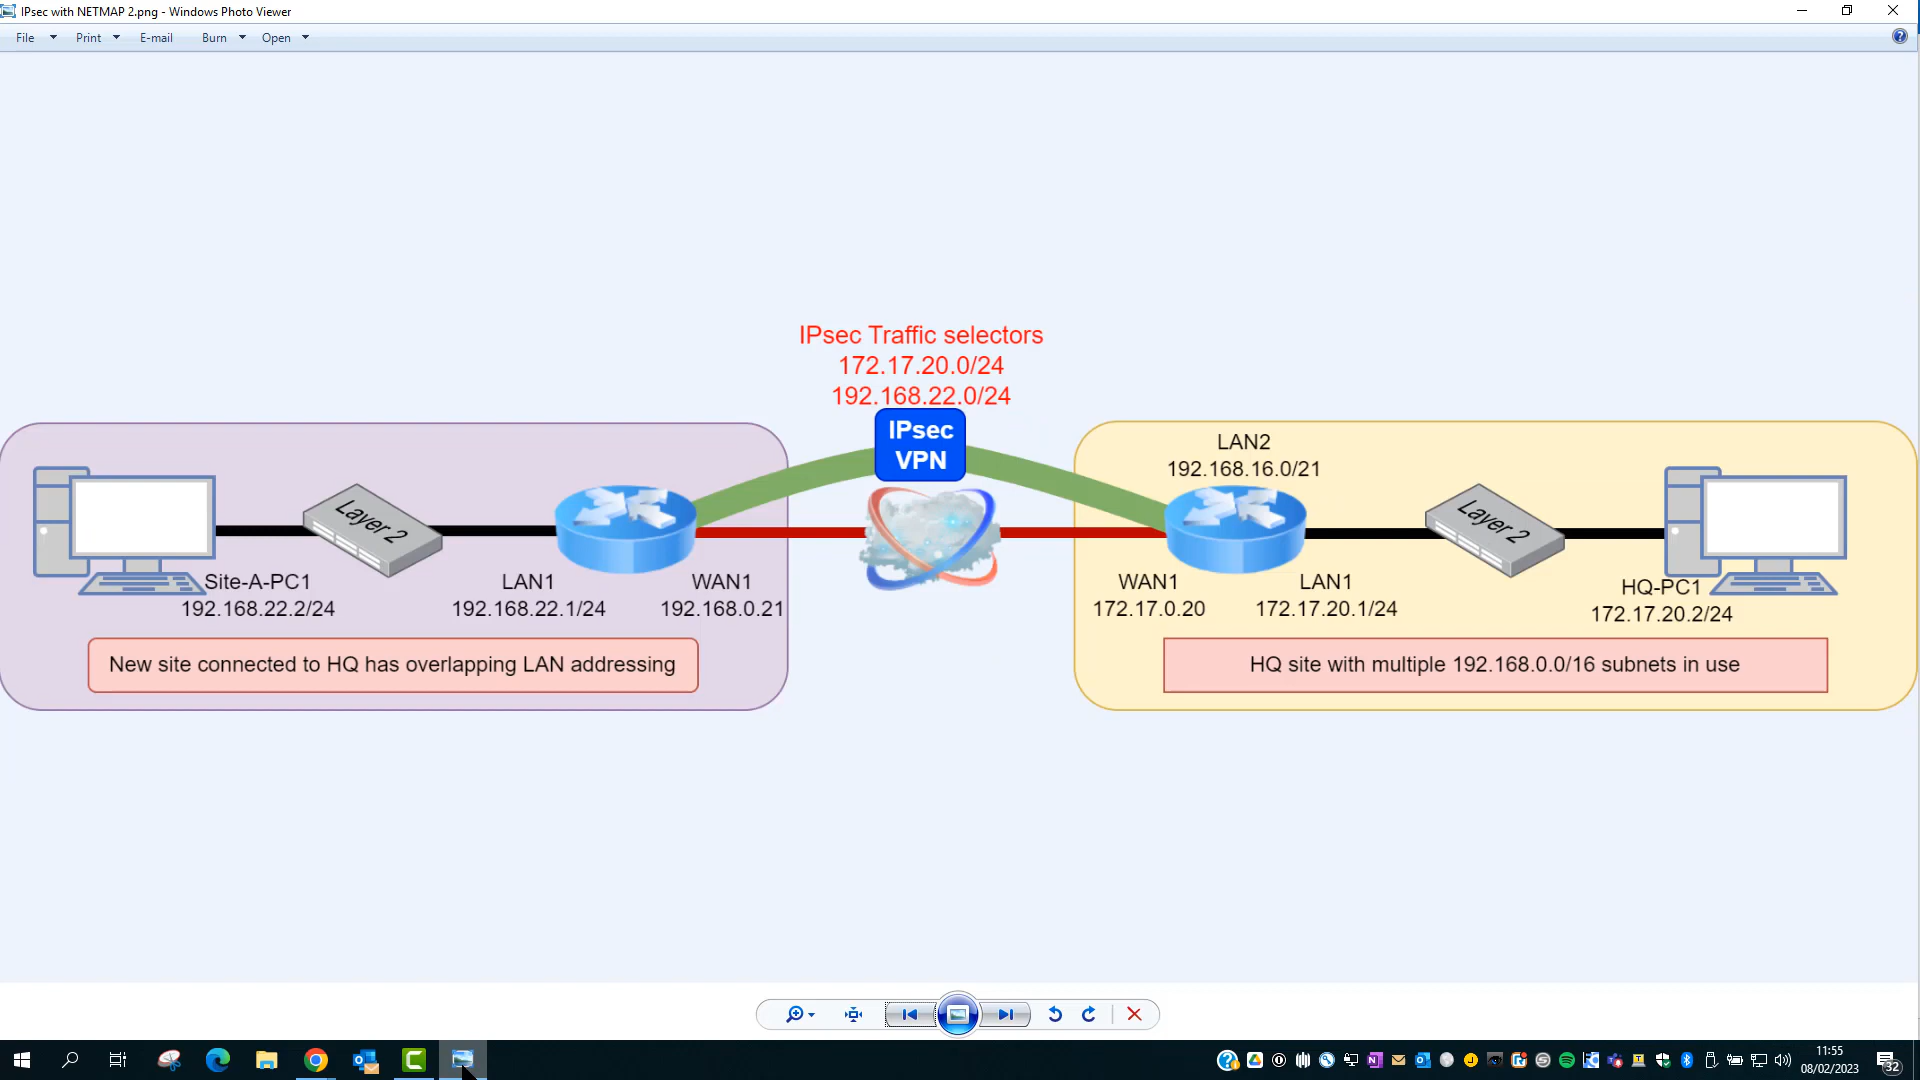 IPsec with NETMAP 2.png - Windows Photo Viewer
File Print E-mail Burn Open
IPsec Traffic selectors
172.17.20.0/24
192.168.22.0/24
IPsec
VPN
LAN2
192.168.16.0/21
Layer 2
Layer 2
Site-A-PC1
192.168.22.2/24
LAN1
192.168.22.1/24
WAN1
192.168.0.21
WAN1
172.17.0.20
LAN1
172.17.20.1/24
HQ-PC1
172.17.20.2/24
New site connected to HQ has overlapping LAN addressing
HQ site with multiple 192.168.0.0/16 subnets in use
11:55
08/02/2023
32